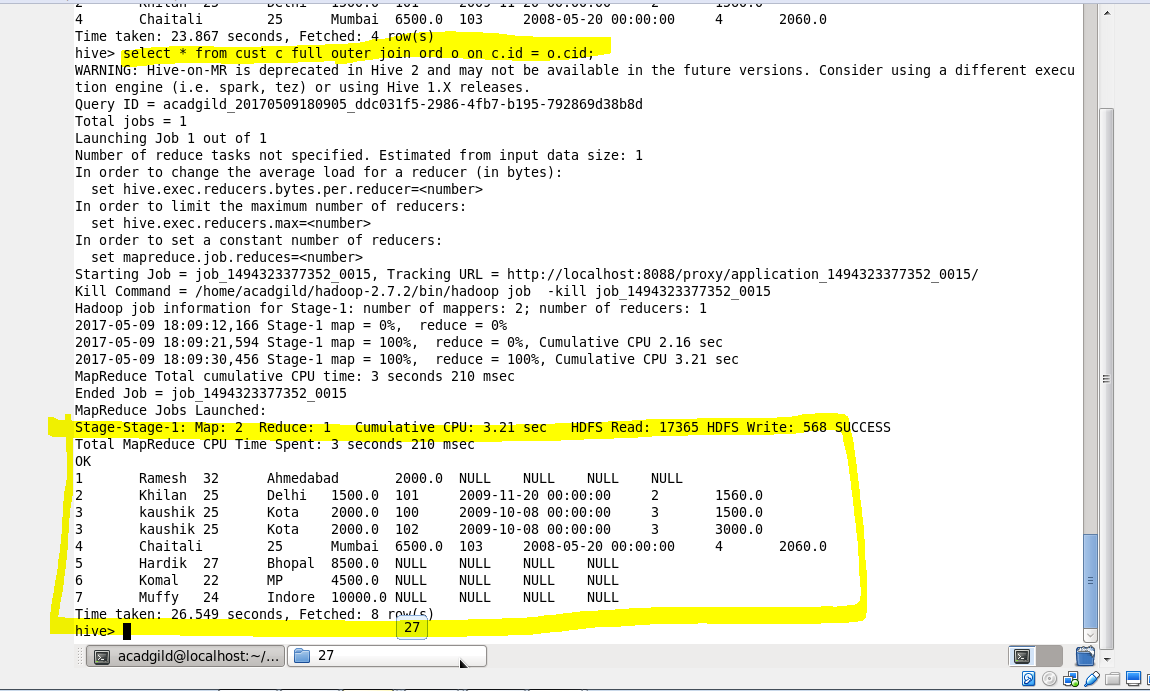 2 Khilan 25 Delhi 1500.0 101 2009-11-20 00:00:00 2 1560.0
4 Chaitali 25 Mumbai 6500.0 103 2008-05-20 00:00:00 4 2060.0
Time taken: 23.867 seconds, Fetched: 4 row(s)
hive> select * from cust c full outer join ord o on c.id = o.cid;
WARNING: Hive-on-MR is deprecated in Hive 2 and may not be available in the future versions. Consider using a different execu
tion engine (i.e. spark, tez) or using Hive 1.X releases.
Query ID = acadgild_20170509180905_ddc031f5-2986-4fb7-b195-792869d38b8d
Total jobs = 1
Launching Job 1 out of 1
Number of reduce tasks not specified. Estimated from input data size: 1
In order to change the average load for a reducer (in bytes):
  set hive.exec.reducers.bytes.per.reducer=<number>
In order to limit the maximum number of reducers:
  set hive.exec.reducers.max=<number>
In order to set a constant number of reducers:
  set mapreduce.job.reduces=<number>
Starting Job = job_1494323377352_0015, Tracking URL = http://localhost:8088/proxy/application_1494323377352_0015/
Kill Command = /home/acadgild/hadoop-2.7.2/bin/hadoop job  -kill job_1494323377352_0015
Hadoop job information for Stage-1: number of mappers: 2; number of reducers: 1
2017-05-09 18:09:12,166 Stage-1 map = 0%,  reduce = 0%
2017-05-09 18:09:21,594 Stage-1 map = 100%,  reduce = 0%, Cumulative CPU 2.16 sec
2017-05-09 18:09:30,456 Stage-1 map = 100%,  reduce = 100%, Cumulative CPU 3.21 sec
MapReduce Total cumulative CPU time: 3 seconds 210 msec
Ended Job = job_1494323377352_0015
MapReduce Jobs Launched:
Stage-Stage-1: Map: 2  Reduce: 1   Cumulative CPU: 3.21 sec   HDFS Read: 17365 HDFS Write: 568 SUCCESS
Total MapReduce CPU Time Spent: 3 seconds 210 msec
OK
1 Ramesh 32 Ahmedabad 2000.0 NULL NULL NULL NULL
2 Khilan 25 Delhi 1500.0 101 2009-11-20 00:00:00 2 1560.0
3 kaushik 25 Kota 2000.0 100 2009-10-08 00:00:00 3 1500.0
3 kaushik 25 Kota 2000.0 102 2009-10-08 00:00:00 3 3000.0
4 Chaitali 25 Mumbai 6500.0 103 2008-05-20 00:00:00 4 2060.0
5 Hardik 27 Bhopal 8500.0 NULL NULL NULL NULL
6 Komal 22 MP 4500.0 NULL NULL NULL NULL
7 Muffy 24 Indore 10000.0 NULL NULL NULL NULL
Time taken: 26.549 seconds, Fetched: 8 row(s)
hive>
27
acadgild@localhost:~/...
27